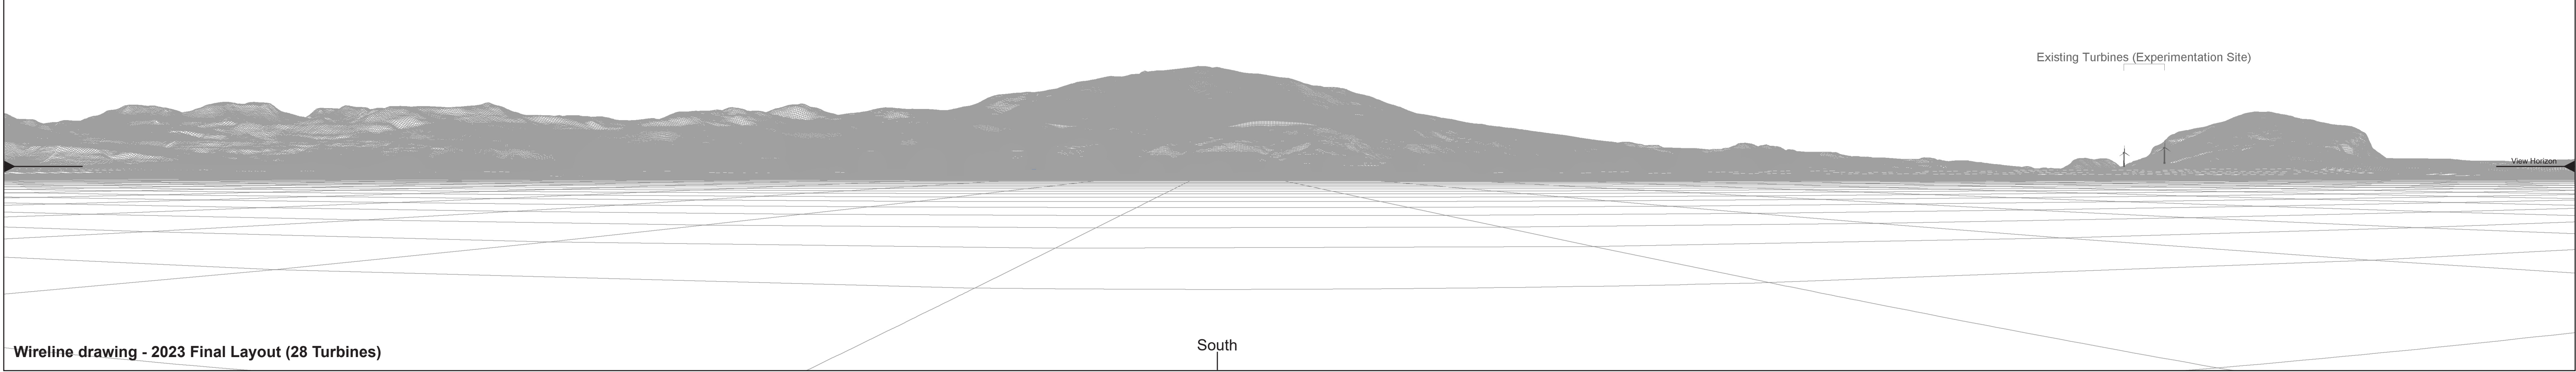 Existing Turbines (Experimentation Site)
View Horizon
Wireline drawing - 2023 Final Layout (28 Turbines)
South